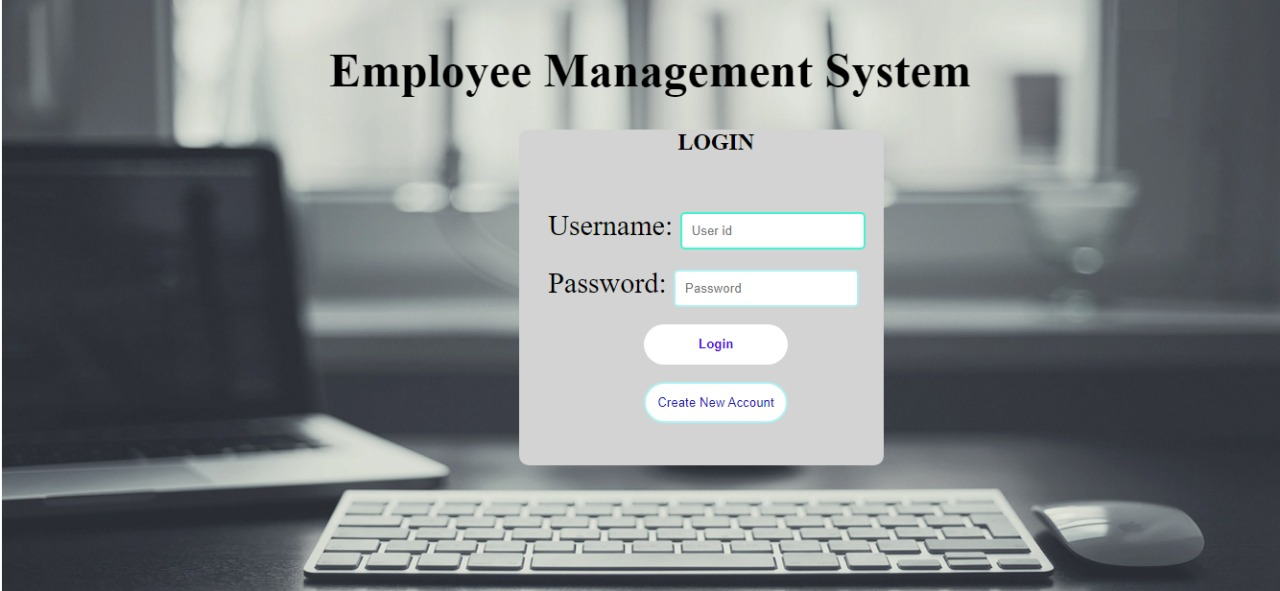 Employee Management System
LOGIN
Username: User id
Password: Password
Login
Create New Account